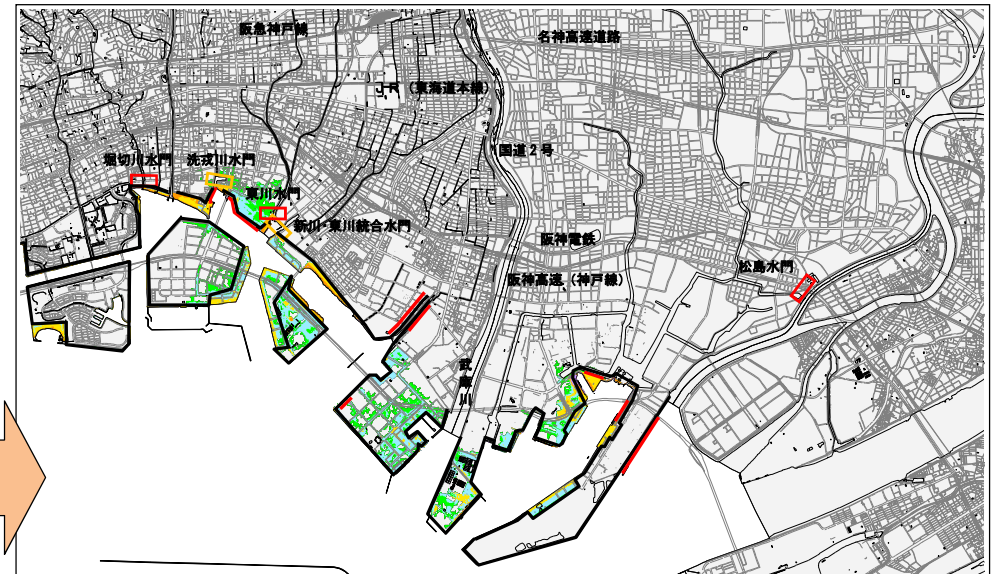 阪急神戸線
名神高速道路
JR（東海道本線）
国道２号
堀切川水門
洗戎川水門
東川水門
新川・東川統合水門
阪神電鉄
阪神高速（神戸線）
松島水門
武庫川